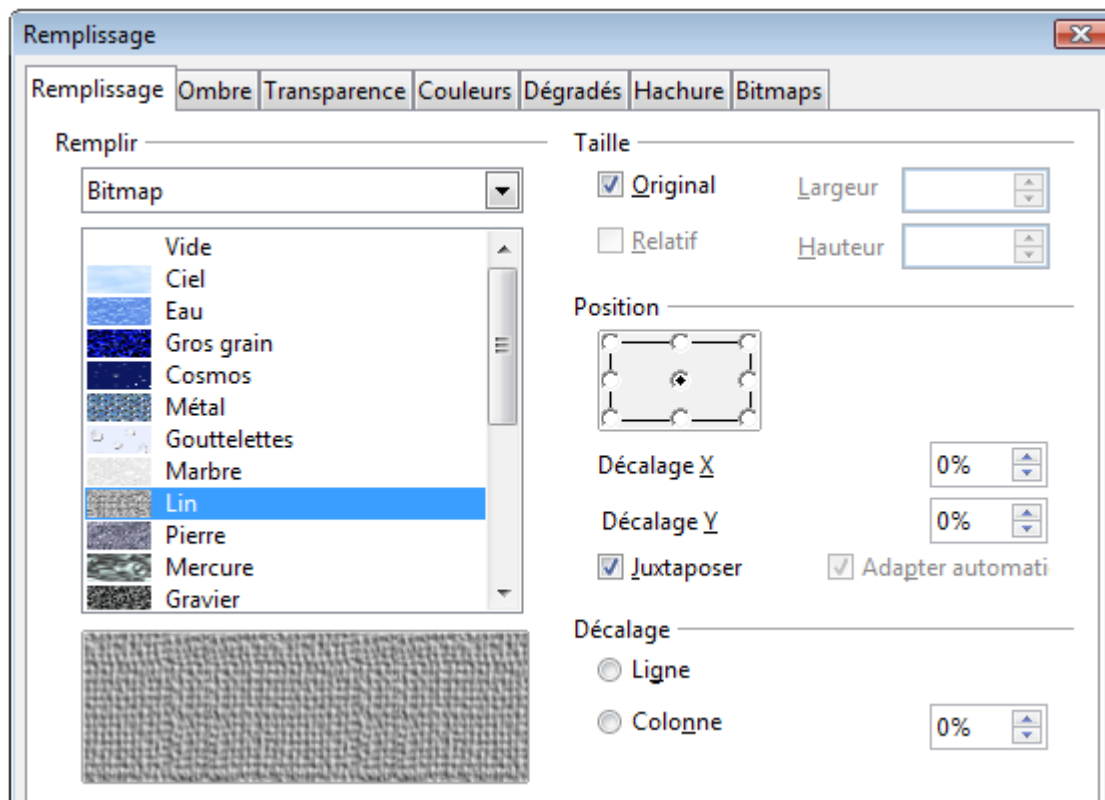 Remplissage
Remplissage Ombre Transparence Couleurs Dégradés Hachure Bitmaps
Remplir
Bitmap
Vide
Ciel
Eau
Gros grain
Cosmos
Métal
Gouttelettes
Marbre
Lin
Pierre
Mercure
Gravier
Taille
Original Largeur
Relatif Hauteur
Position
Décalage X 0%
Décalage Y 0%
Juxtaposer Adapter automati
Décalage
Ligne
Colonne 0%